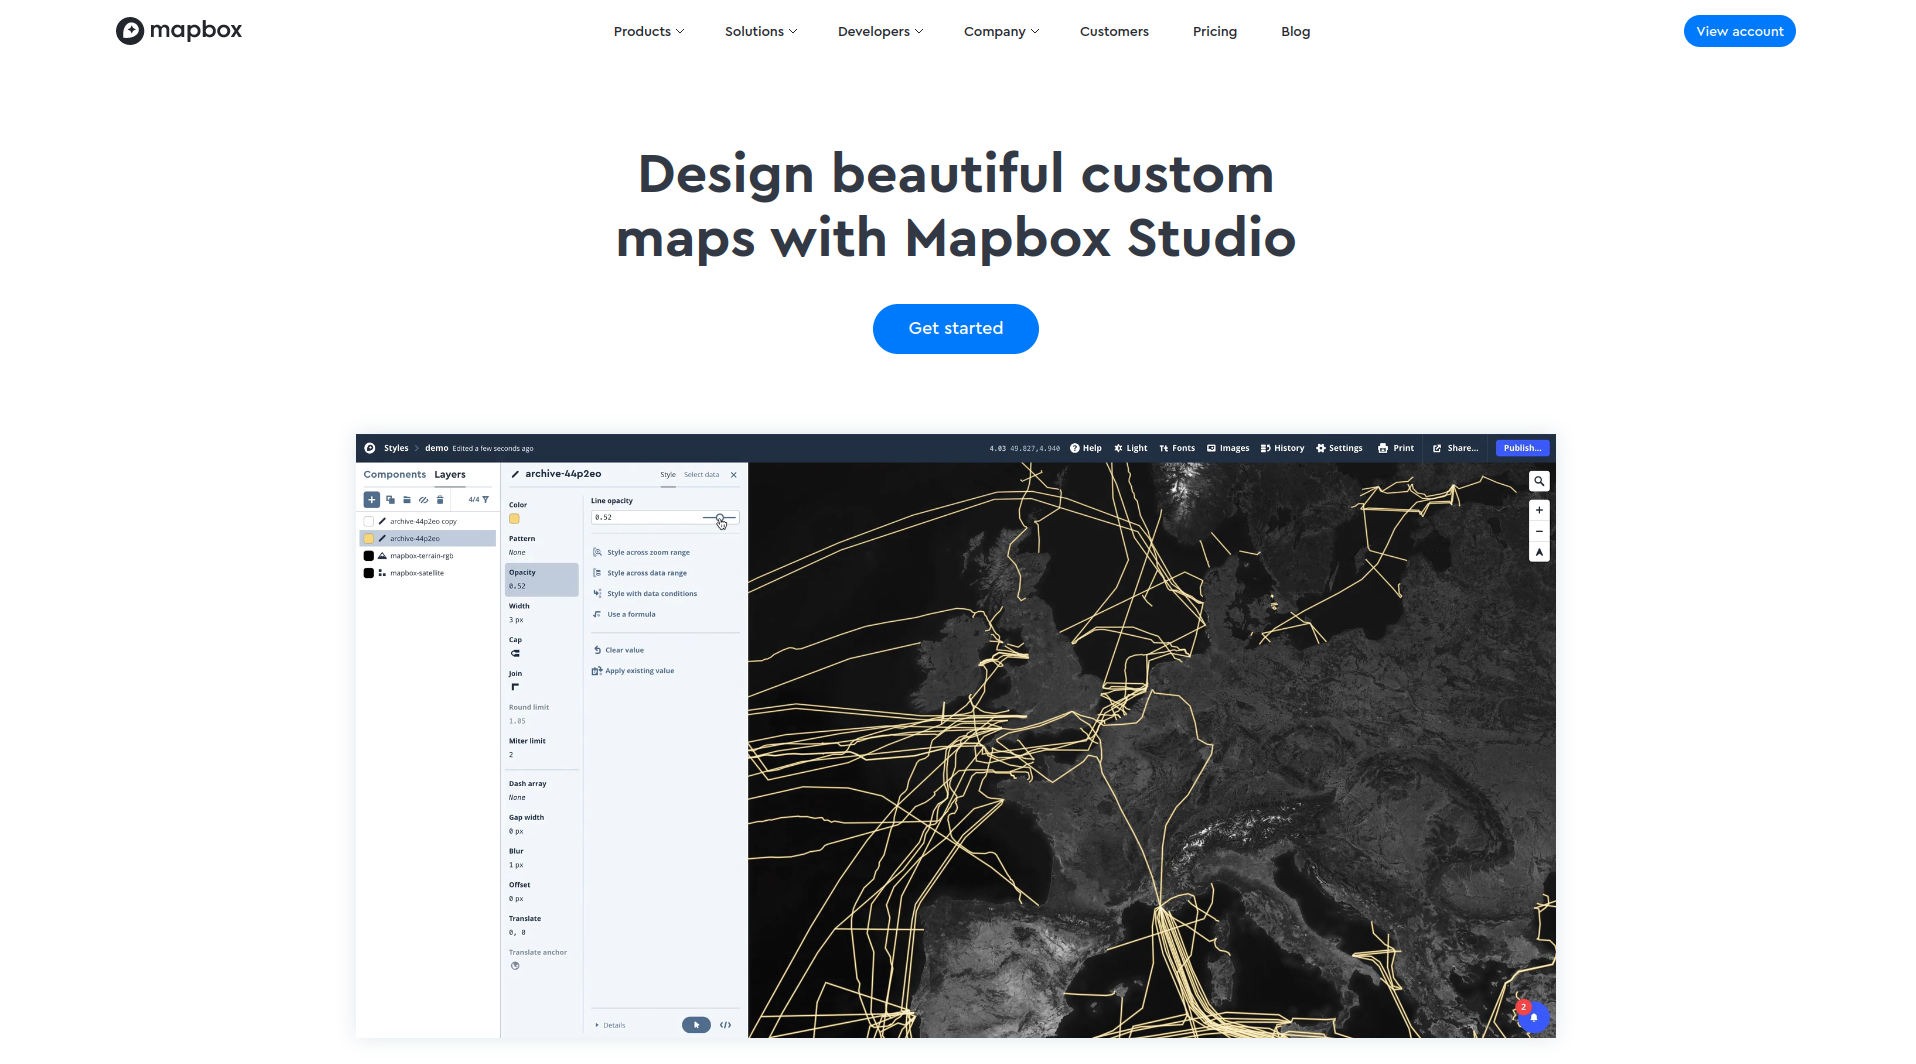 mapbox
Products
Solutions
Developers
Company
Customers
Pricing
Blog
View account
Design beautiful custom
maps with Mapbox Studio
Get started
Styles
demo Edited a few seconds ago
4.03 49.827,4.940
Help
Light
Fonts
Images
History
Settings
Print
Share...
Publish...
Components Layers
4/4
archive-44p2eo copy
archive-44p2eo
mapbox-terrain-rgb
mapbox-satellite
archive-44p2eo
Style
Select data
Color
Pattern
None
Opacity
0.52
Width
3 px
Cap
Join
Round limit
1.05
Miter limit
2
Dash array
None
Gap width
0 px
Blur
1 px
Offset
0 px
Translate
0, 0
Translate anchor
Line opacity
0.52
Style across zoom range
Style across data range
Style with data conditions
Use a formula
Clear value
Apply existing value
Details
2